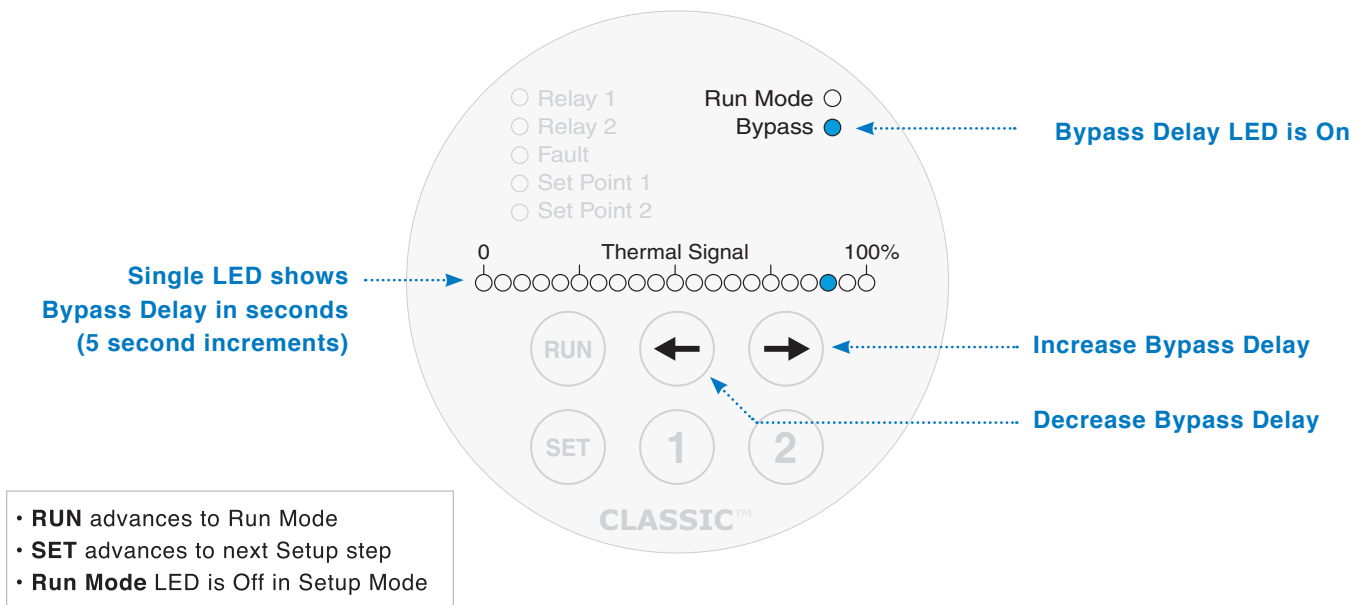 Relay 1
Run Mode
Relay 2
Bypass
Bypass Delay LED is On
Fault
Set Point 1
Set Point 2
0
Thermal Signal
100%
Single LED shows
Bypass Delay in seconds
(5 second increments)
RUN
Increase Bypass Delay
Decrease Bypass Delay
SET
1
2
CLASSIC™
• RUN advances to Run Mode
• SET advances to next Setup step
• Run Mode LED is Off in Setup Mode